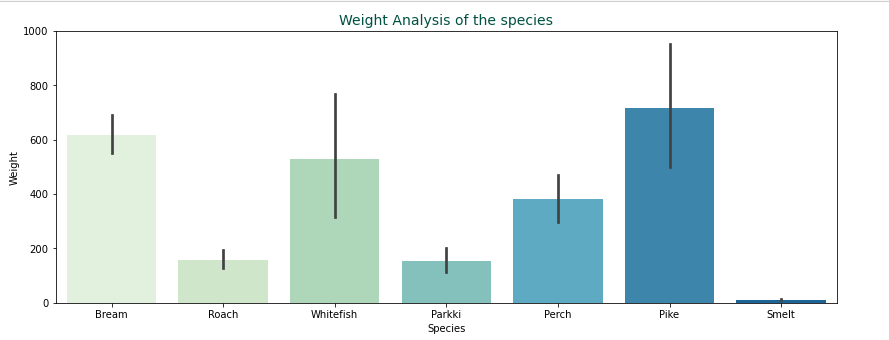 Weight Analysis of the species
1000
800
600
400
200
0
Weight
Bream Roach Whitefish Parkki Perch Pike Smelt
Species